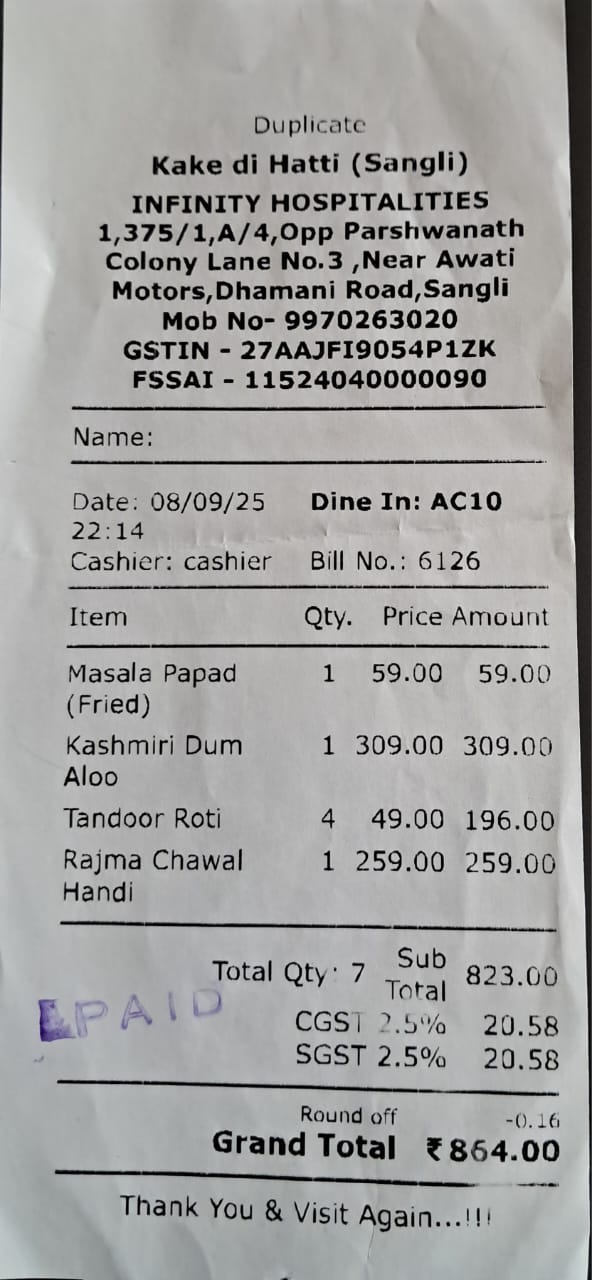 Duplicate
Kake di Hatti (Sangli)
INFINITY HOSPITALITIES
1,375/1,A/4,Opp Parshwanath
Colony Lane No.3 ,Near Awati
Motors,Dhamani Road,Sangli
Mob No- 9970263020
GSTIN - 27AAJFI9054P1ZK
FSSAI - 11524040000090
Name:
Date: 08/09/25 Dine In: AC10
22:14
Cashier: cashier Bill No.: 6126
Item Qty. Price Amount
Masala Papad 1 59.00 59.00
(Fried)
Kashmiri Dum 1 309.00 309.00
Aloo
Tandoor Roti 4 49.00 196.00
Rajma Chawal 1 259.00 259.00
Handi
Total Qty: 7 Sub Total 823.00
PAID
CGST 2.5% 20.58
SGST 2.5% 20.58
Round off -0.16
Grand Total ₹864.00
Thank You & Visit Again...!!!